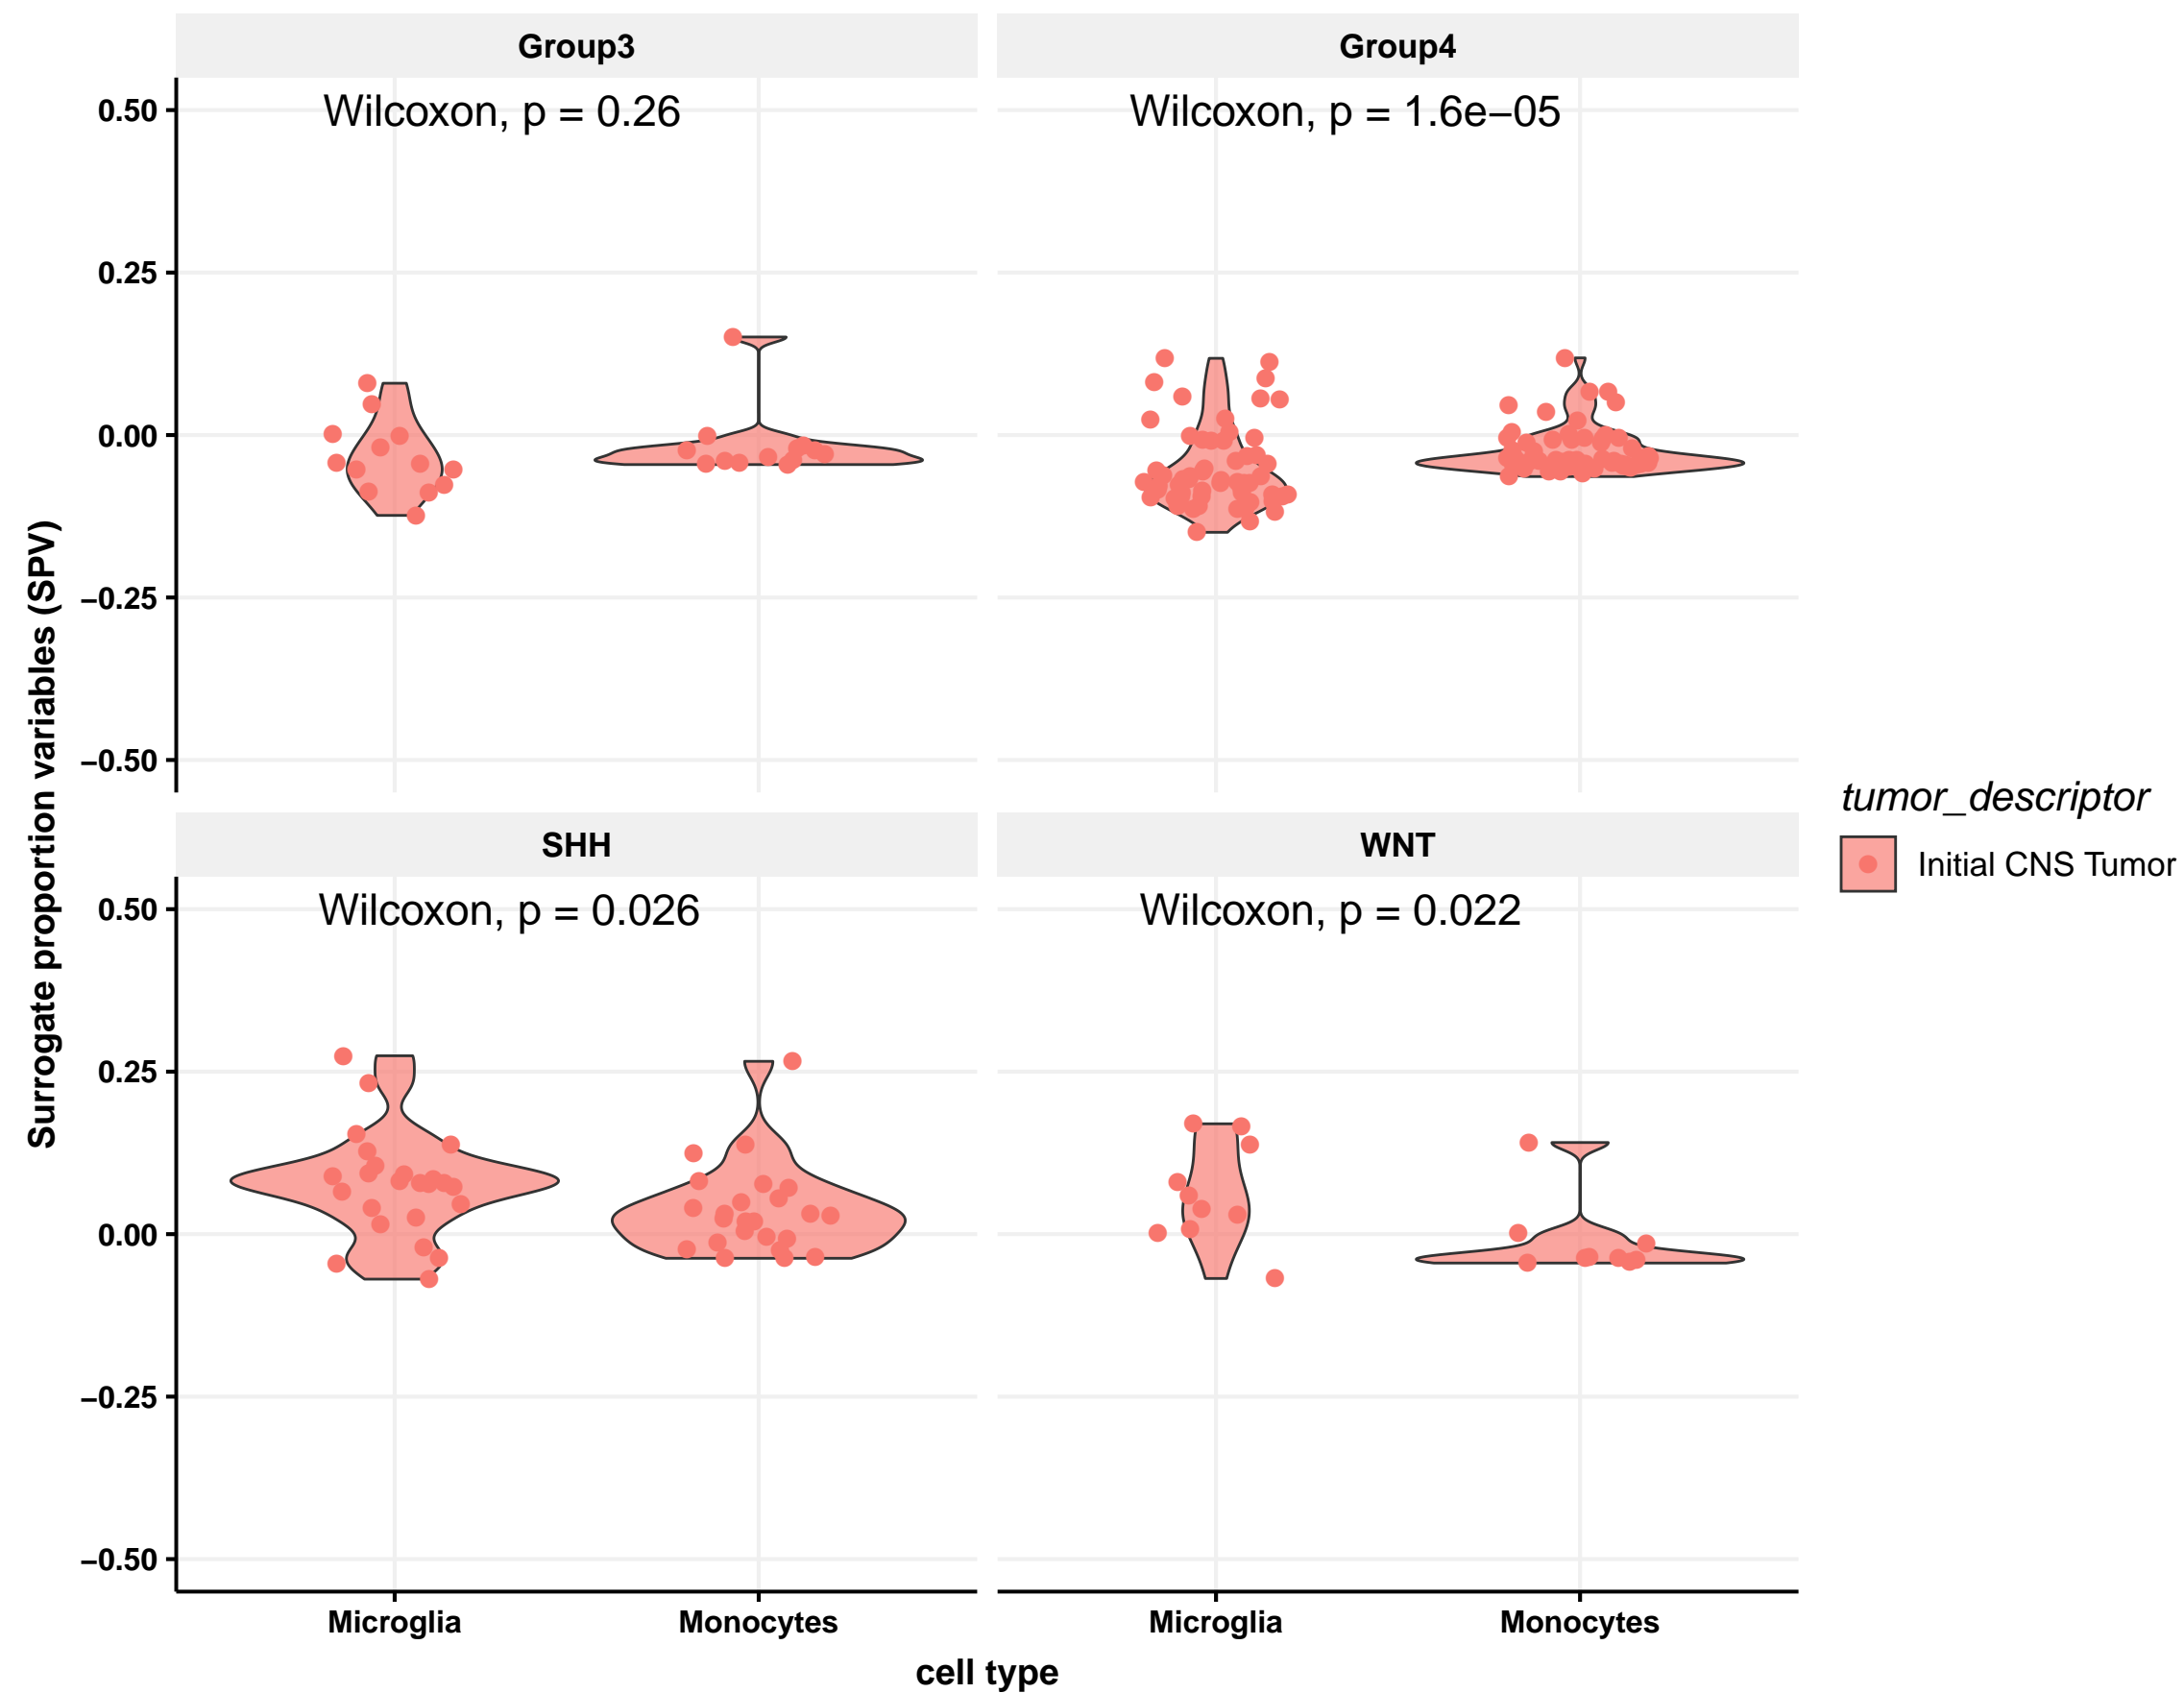 Group3
Group4
Wilcoxon, p = 0.26
Wilcoxon, p = 1.6e−05
0.50
0.25
0.00
−0.25
−0.50
SHH
WNT
Wilcoxon, p = 0.026
Wilcoxon, p = 0.022
0.50
0.25
0.00
−0.25
−0.50
Microglia
Monocytes
Microglia
Monocytes
cell type
Surrogate proportion variables (SPV)
tumor_descriptor
Initial CNS Tumor